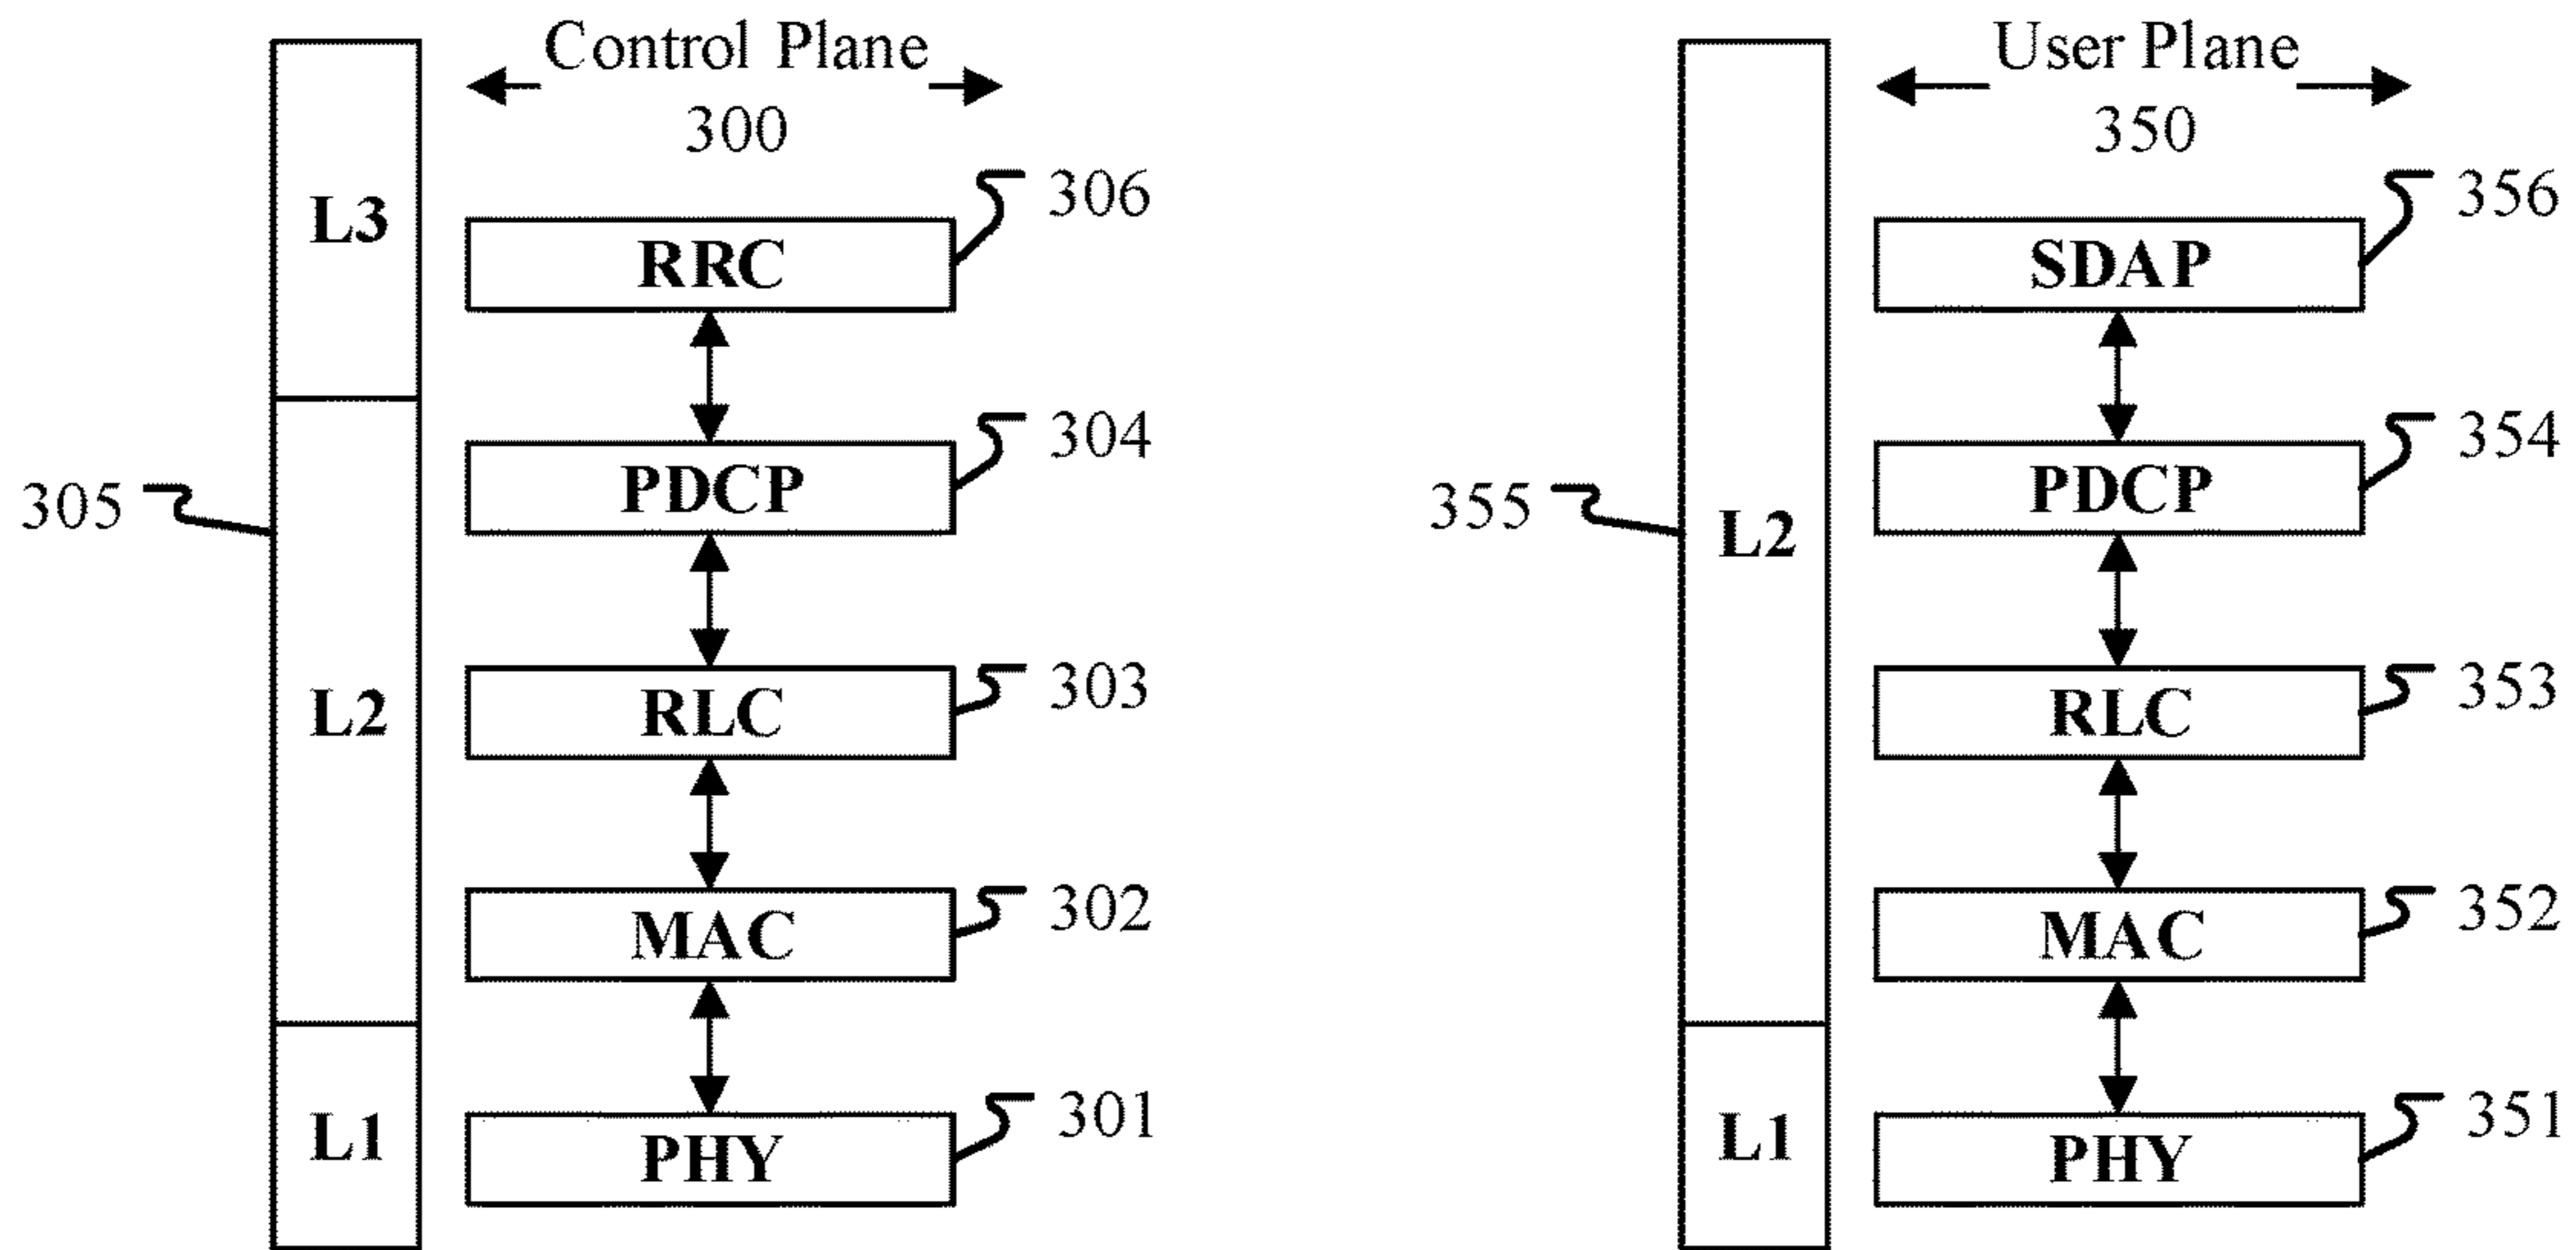 Control Plane
300
L3
RRC
306
PDCP
304
305
L2
RLC
303
MAC
302
L1
PHY
301
User Plane
350
SDAP
356
PDCP
354
355
L2
RLC
353
MAC
352
L1
PHY
351